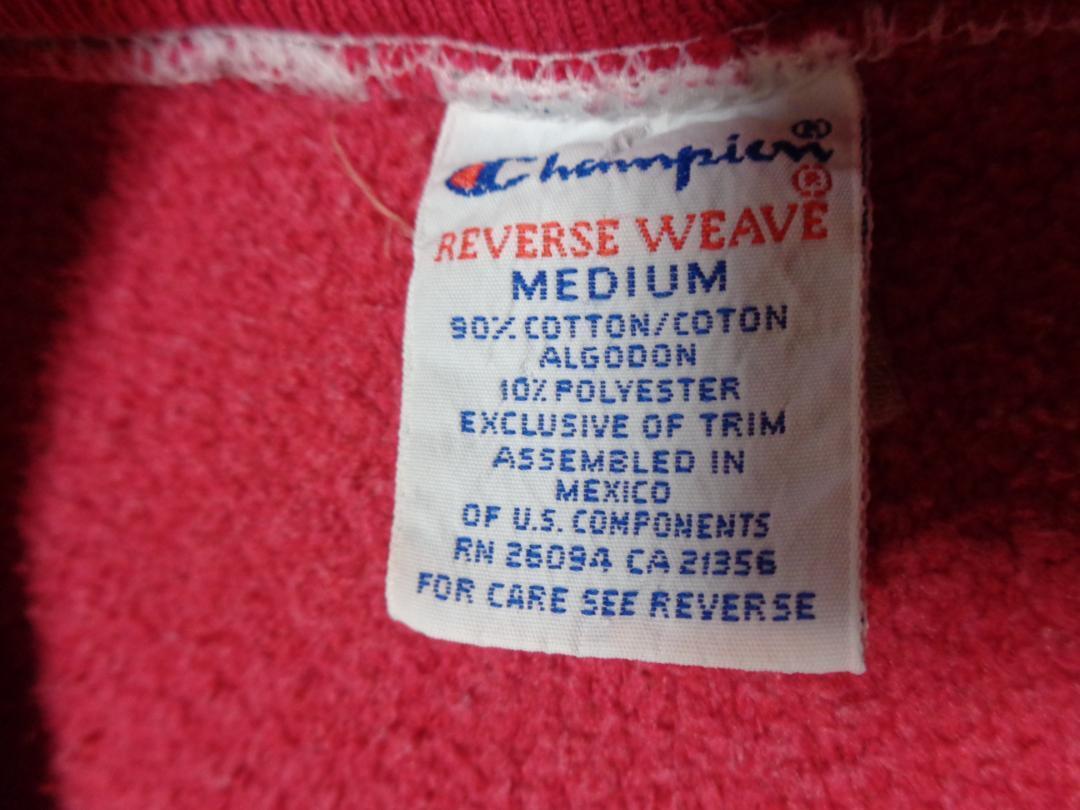 Champion®
REVERSE WEAVE®
MEDIUM
90% COTTON/COTON
ALGODON
10% POLYESTER
EXCLUSIVE OF TRIM
ASSEMBLED IN
MEXICO
OF U.S. COMPONENTS
RN 26094 CA 21356
FOR CARE SEE REVERSE